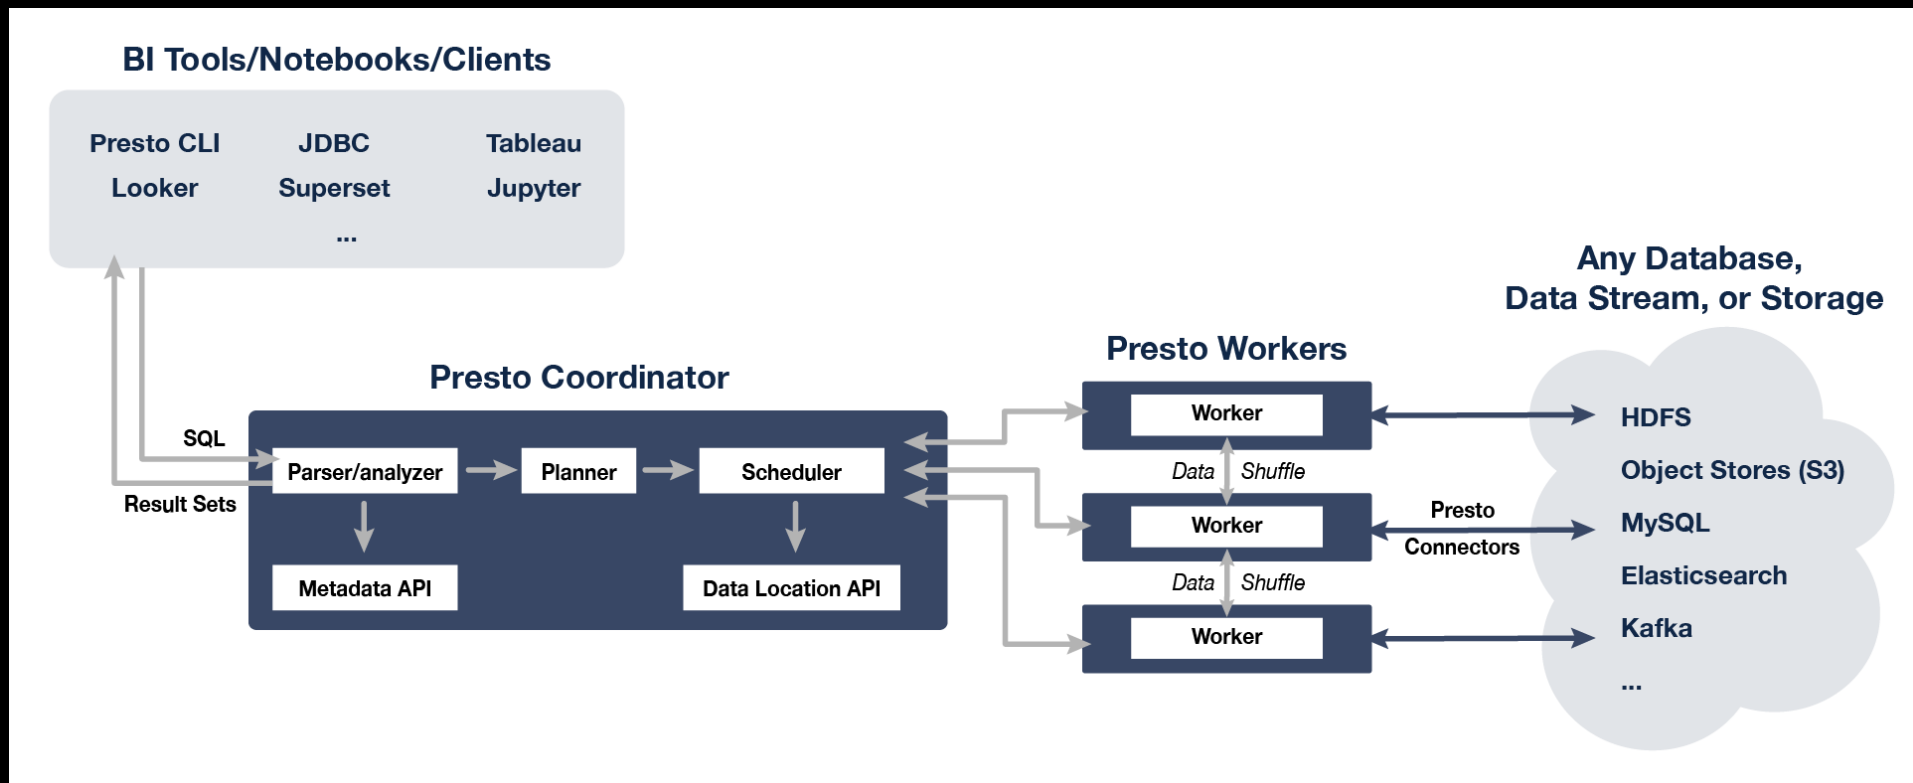 BI Tools/Notebooks/Clients
Presto CLI JDBC Tableau
Looker Superset Jupyter
...
SQL
Result Sets
Presto Coordinator
Parser/analyzer Planner Scheduler
Metadata API Data Location API
Presto Workers
Worker
Data Shuffle
Worker
Data Shuffle
Worker
Presto
Connectors
Any Database,
Data Stream, or Storage
HDFS
Object Stores (S3)
MySQL
Elasticsearch
Kafka
...